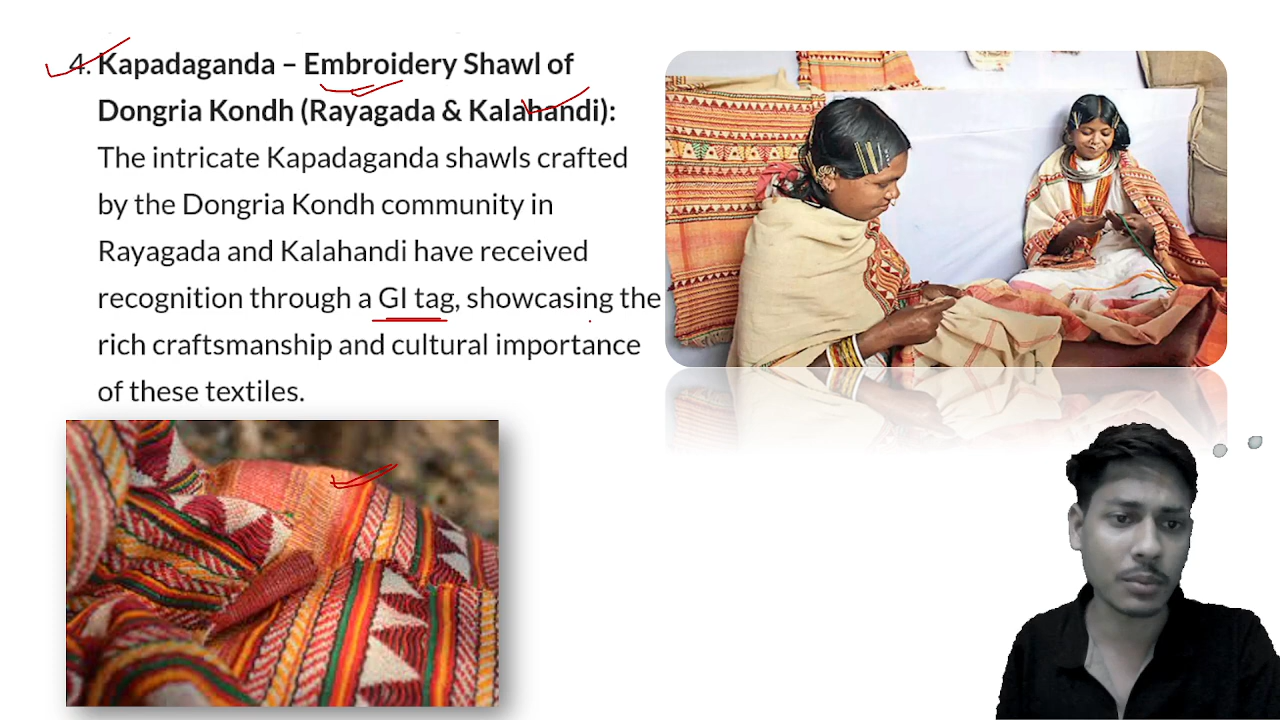 4. Kapadaganda – Embroidery Shawl of
Dongria Kondh (Rayagada & Kalahandi):
The intricate Kapadaganda shawls crafted
by the Dongria Kondh community in
Rayagada and Kalahandi have received
recognition through a GI tag, showcasing the
rich craftsmanship and cultural importance
of these textiles.